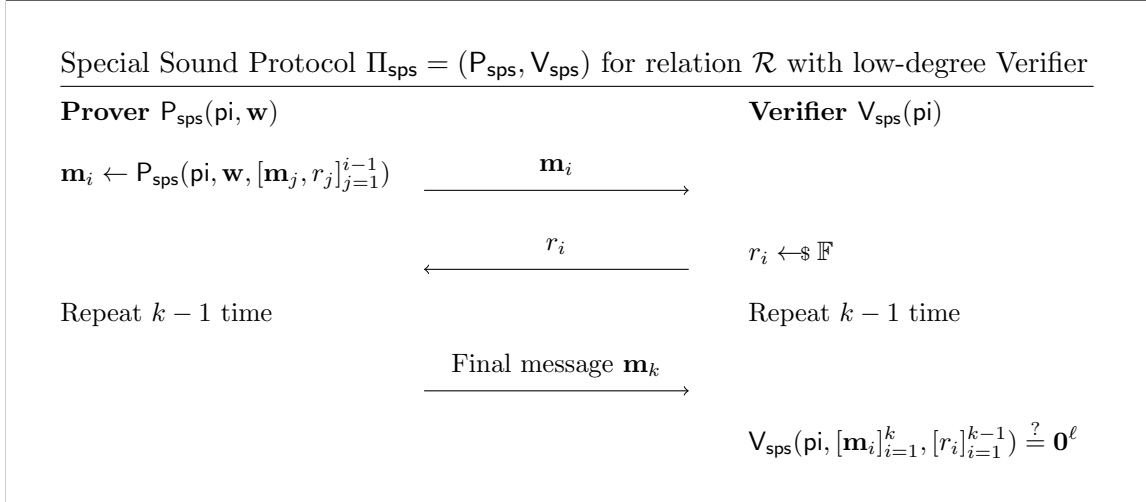 Special Sound Protocol Π_sps = (P_sps, V_sps) for relation ℛ with low-degree Verifier
Prover P_sps(pi, w) Verifier V_sps(pi)
m_i ← P_sps(pi, w, [m_j, r_j]_{j=1}^{i−1}) m_i
r_i r_i ←$ 𝔽
Repeat k − 1 time Repeat k − 1 time
Final message m_k
V_sps(pi, [m_i]_{i=1}^{k}, [r_i]_{i=1}^{k−1}) ≟ 0^ℓ